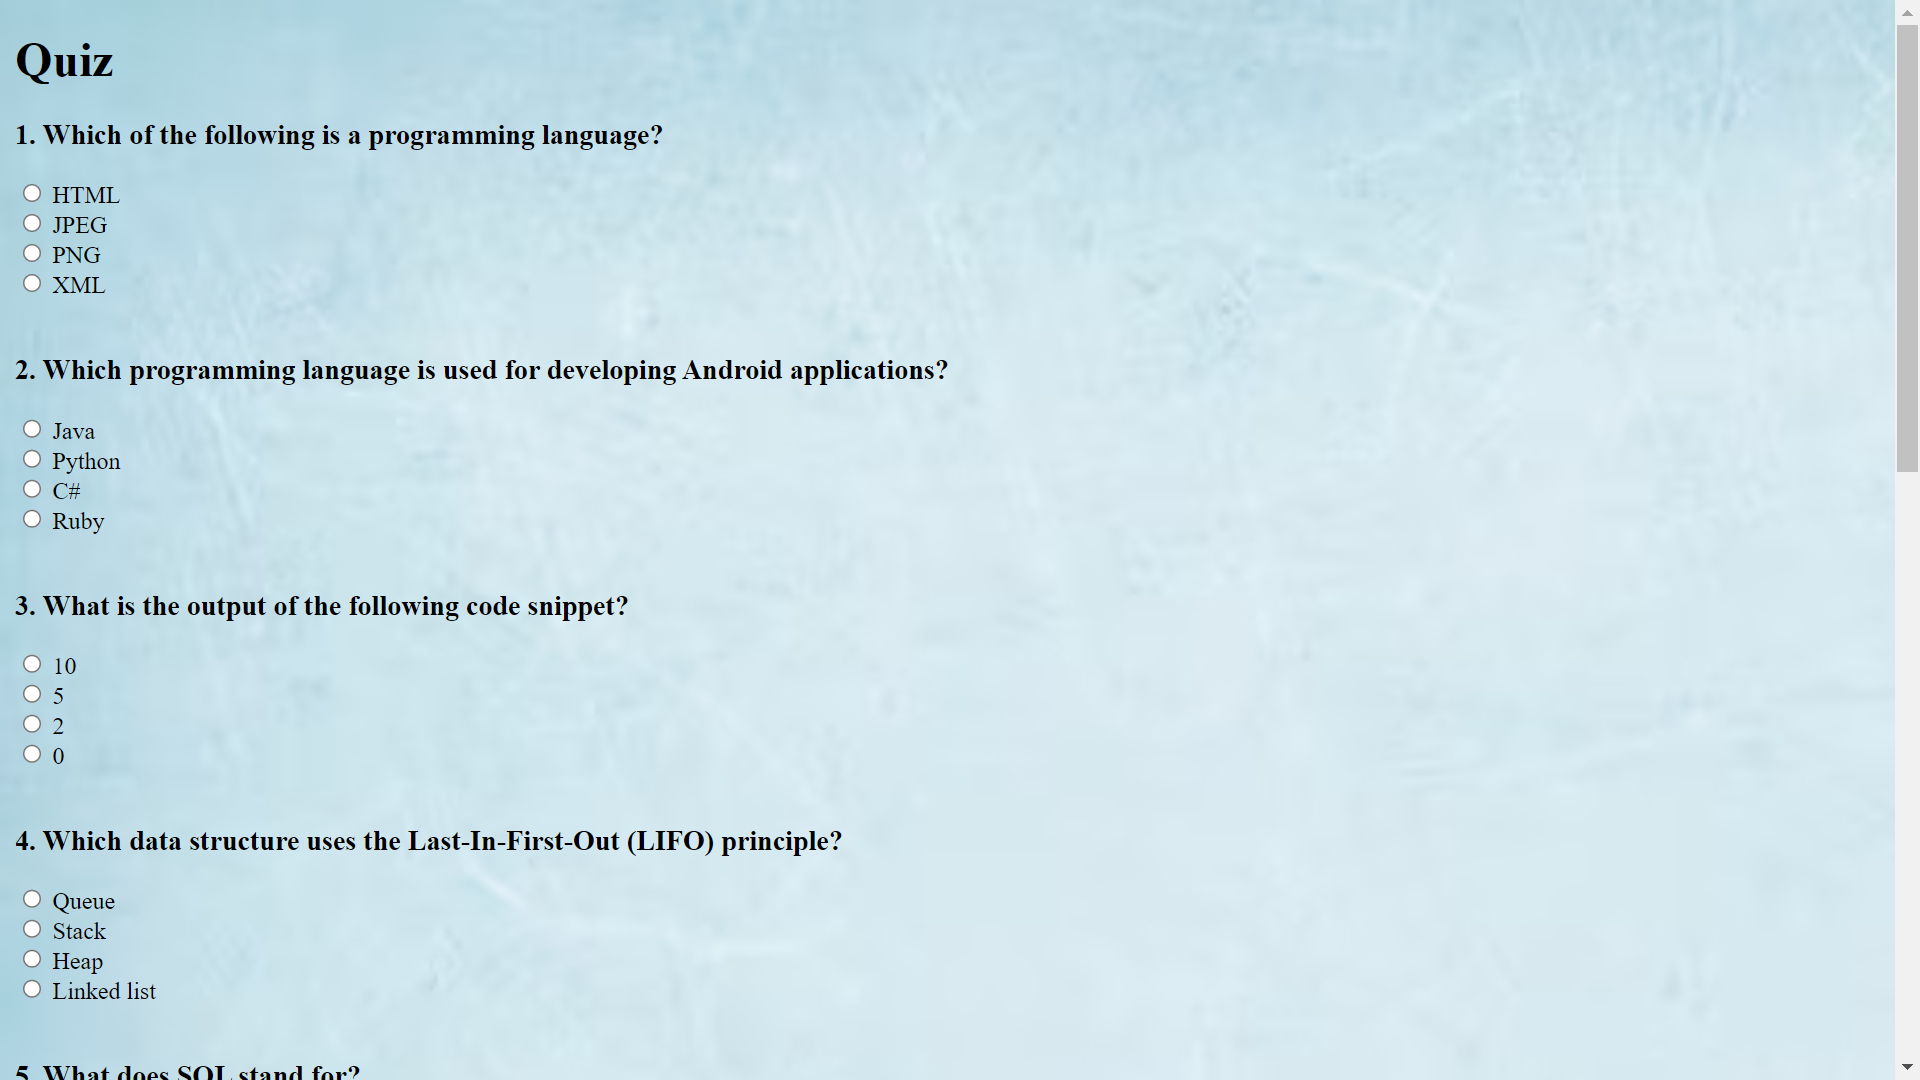 Quiz
1. Which of the following is a programming language?
HTML
JPEG
PNG
XML
2. Which programming language is used for developing Android applications?
Java
Python
C#
Ruby
3. What is the output of the following code snippet?
10
5
2
0
4. Which data structure uses the Last-In-First-Out (LIFO) principle?
Queue
Stack
Heap
Linked list
5. What does SQL stand for?